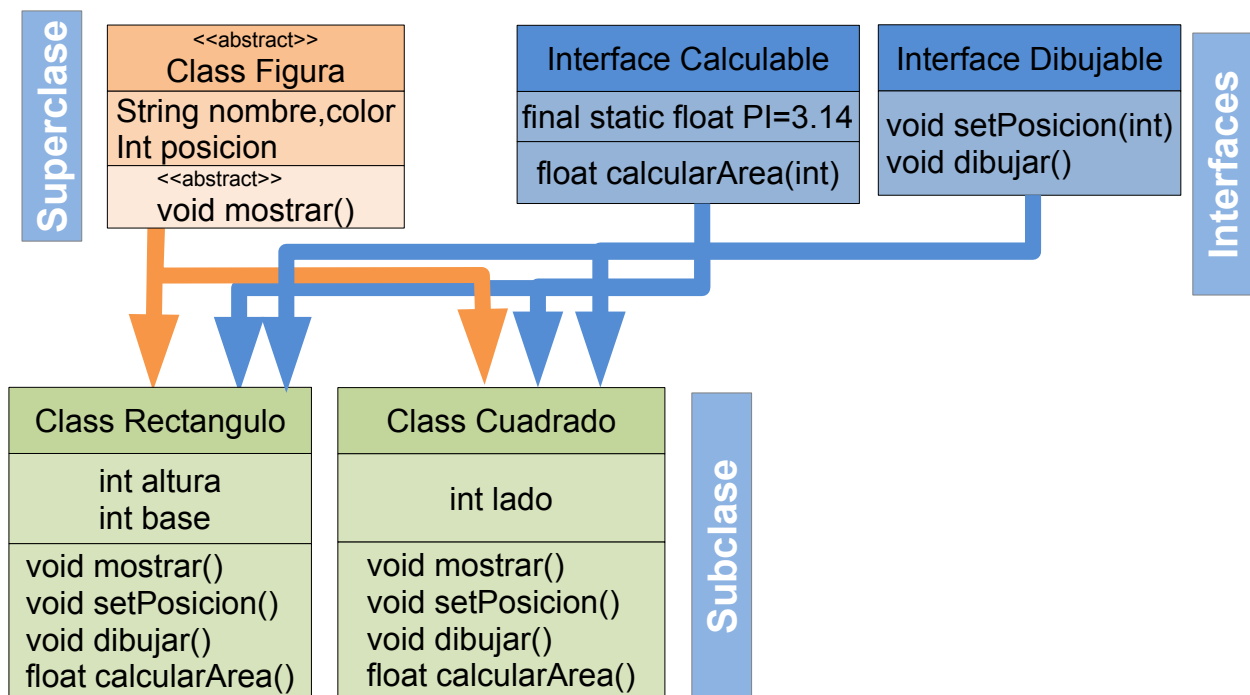 Superclase
<<abstract>>
Class Figura
String nombre,color
Int posicion
<<abstract>>
void mostrar()
Interface Calculable
final static float PI=3.14
float calcularArea(int)
Interface Dibujable
void setPosicion(int)
void dibujar()
Interfaces
Class Rectangulo
int altura
int base
void mostrar()
void setPosicion()
void dibujar()
float calcularArea()
Class Cuadrado
int lado
void mostrar()
void setPosicion()
void dibujar()
float calcularArea()
Subclase